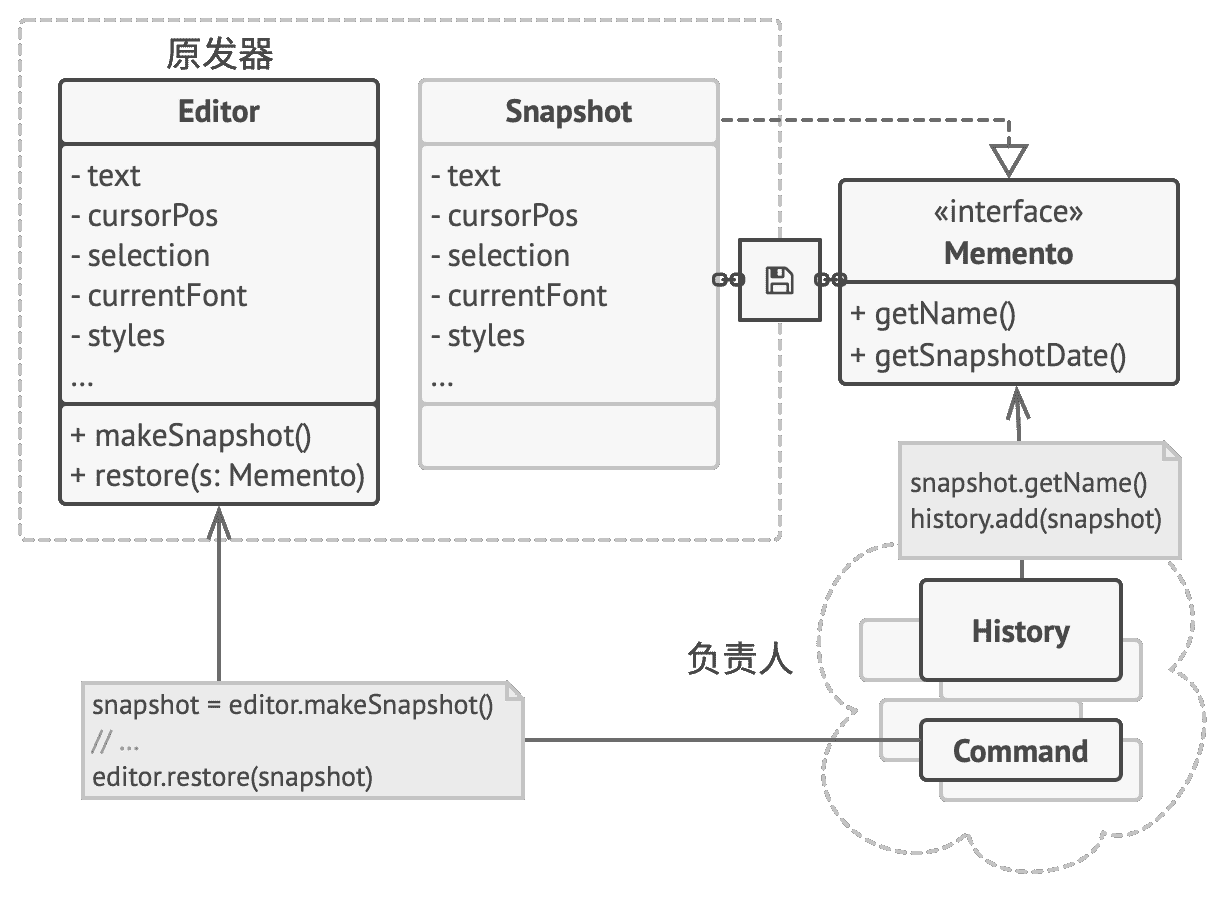 原发器
Editor
- text
- cursorPos
- selection
- currentFont
- styles
...
+ makeSnapshot()
+ restore(s: Memento)
Snapshot
- text
- cursorPos
- selection
- currentFont
- styles
...
«interface»
Memento
+ getName()
+ getSnapshotDate()
snapshot.getName()
history.add(snapshot)
负责人
History
Command
snapshot = editor.makeSnapshot()
// ...
editor.restore(snapshot)